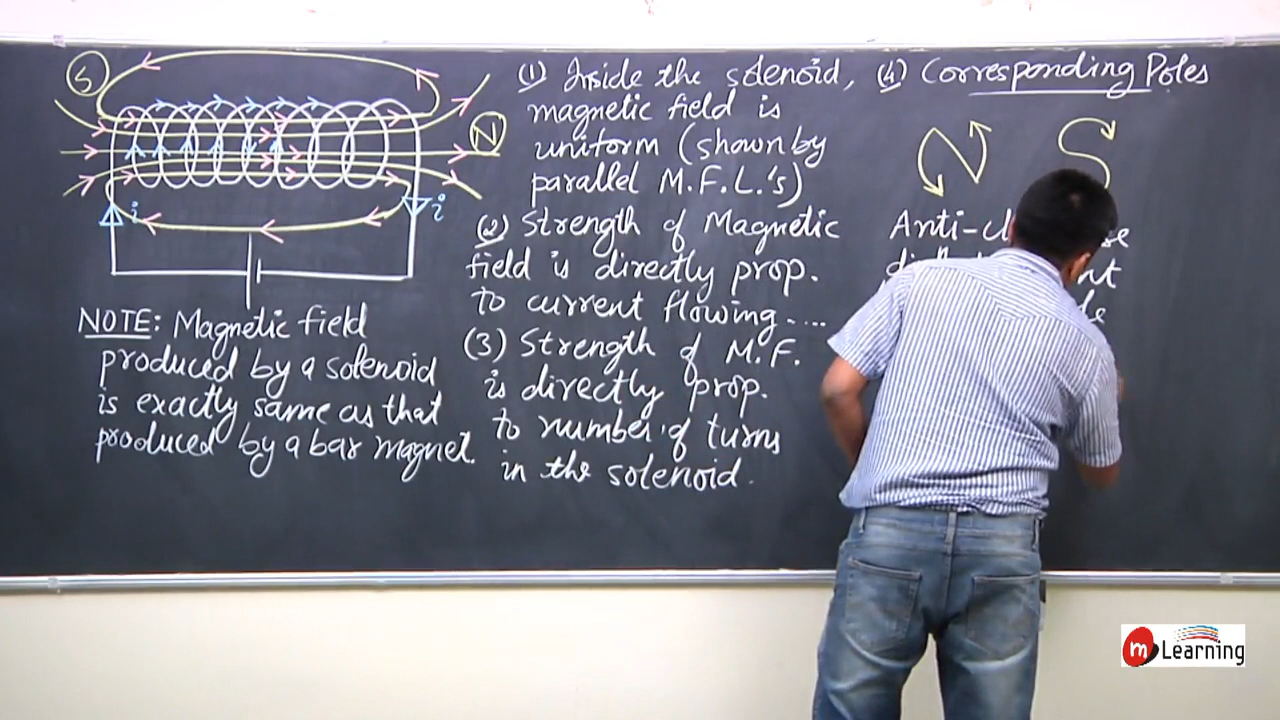 S
N
i
i
NOTE: Magnetic field
produced by a solenoid
is exactly same as that
produced by a bar magnet.
(1) Inside the solenoid,
magnetic field is
uniform (shown by
parallel M.F.L.'s)
(2) Strength of Magnetic
field is directly prop.
to current flowing....
(3) Strength of M.F.
is directly prop.
to number of turns
in the solenoid.
(4) Corresponding Poles
N S
m Learning